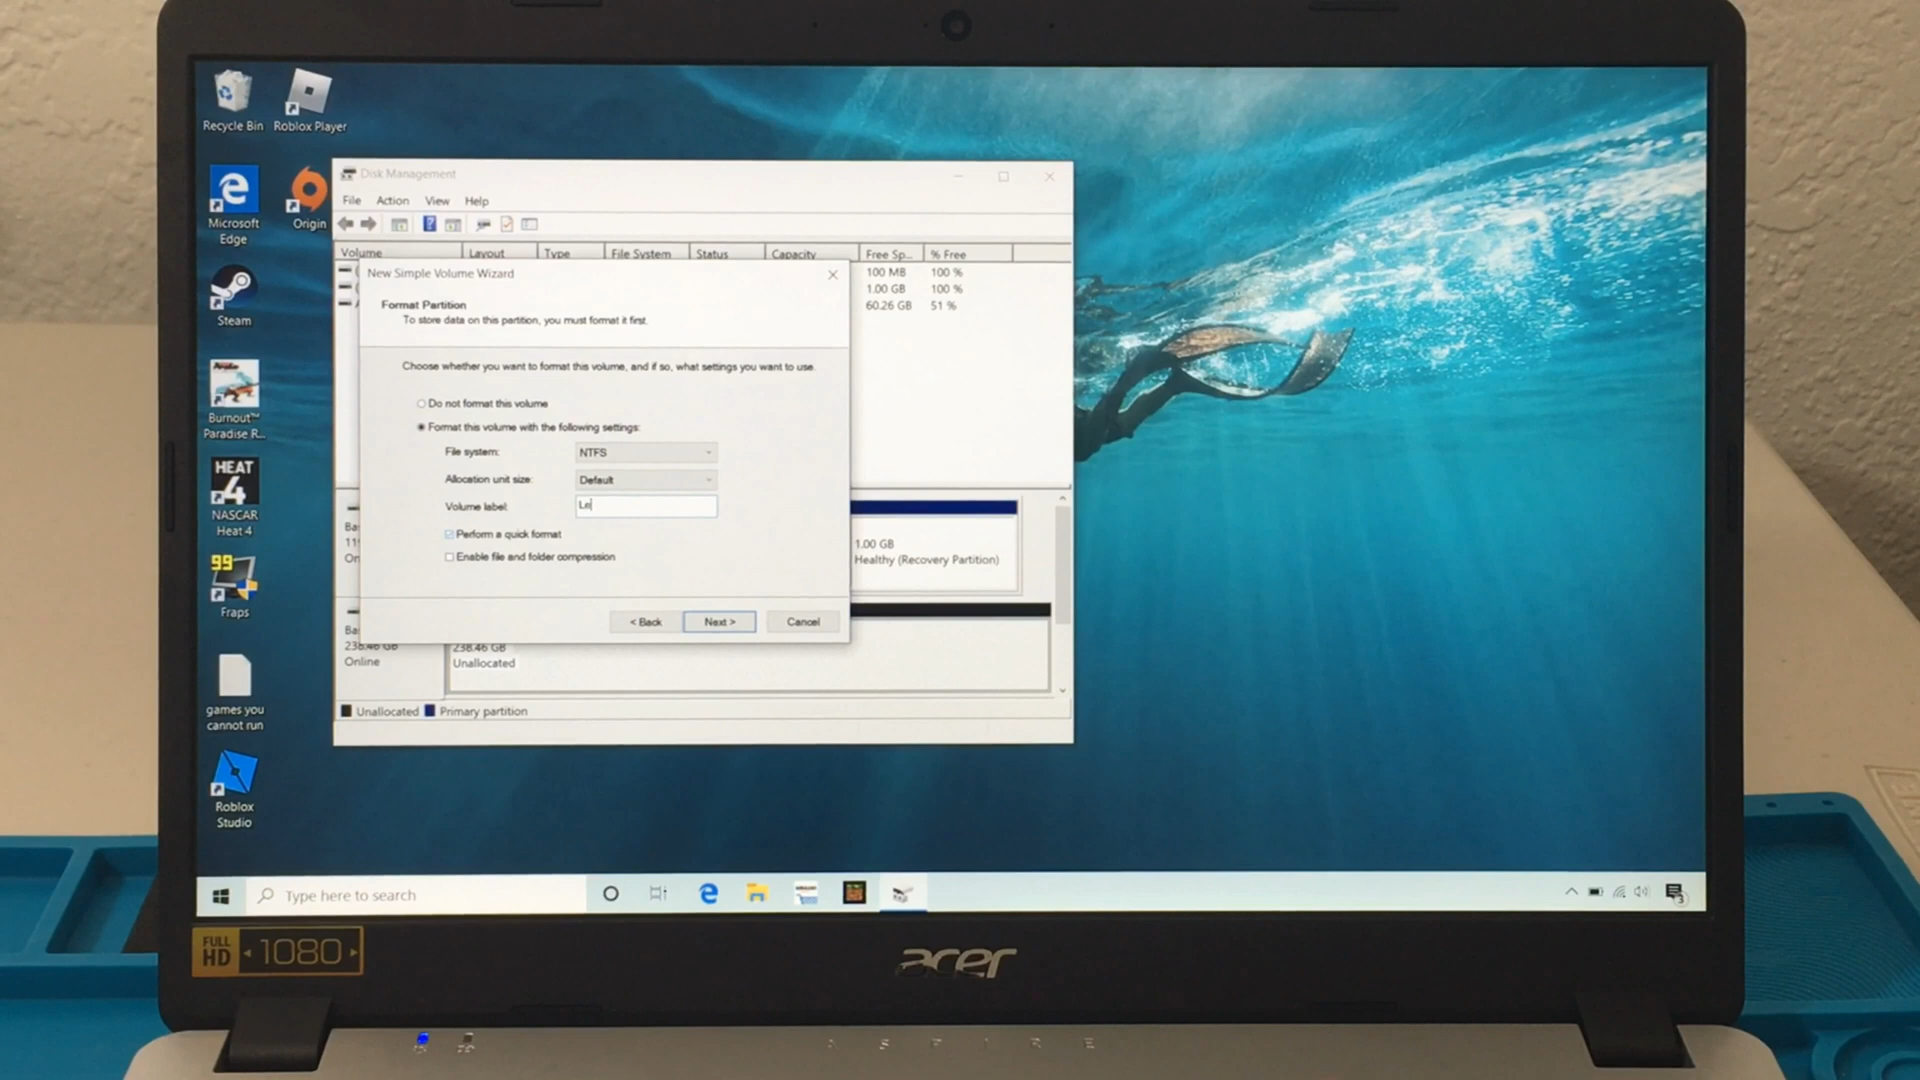 Recycle Bin
Roblox Player
Microsoft
Edge
Origin
Steam
Burnout™
Paradise R...
HEAT
4
NASCAR
Heat 4
99
Fraps
games you
cannot run
Roblox
Studio
Disk Management
File Action View Help
Volume Layout Type File System Status Capacity Free Sp... % Free
100 MB 100 %
1.00 GB 100 %
60.26 GB 51 %
New Simple Volume Wizard
Format Partition
To store data on this partition, you must format it first.
Choose whether you want to format this volume, and if so, what settings you want to use.
Do not format this volume
Format this volume with the following settings:
File system: NTFS
Allocation unit size: Default
Volume label:
Perform a quick format
Enable file and folder compression
< Back Next > Cancel
1.00 GB
Healthy (Recovery Partition)
238.46 GB
Online
238.46 GB
Unallocated
Unallocated Primary partition
Type here to search
3
FULL
HD 1080
acer
A S P I R E